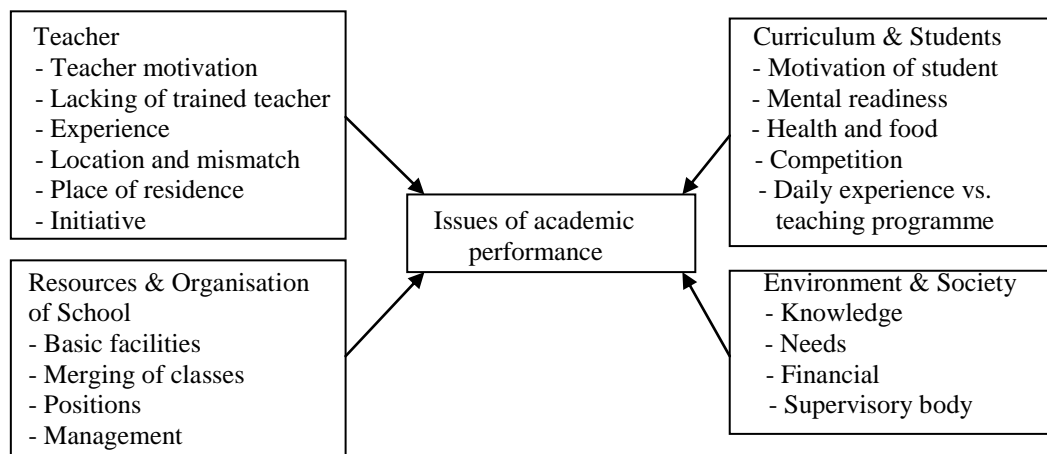 Teacher
- Teacher motivation
- Lacking of trained teacher
- Experience
- Location and mismatch
- Place of residence
- Initiative
Curriculum & Students
- Motivation of student
- Mental readiness
- Health and food
- Competition
- Daily experience vs.
teaching programme
Issues of academic
performance
Resources & Organisation
of School
- Basic facilities
- Merging of classes
- Positions
- Management
Environment & Society
- Knowledge
- Needs
- Financial
- Supervisory body